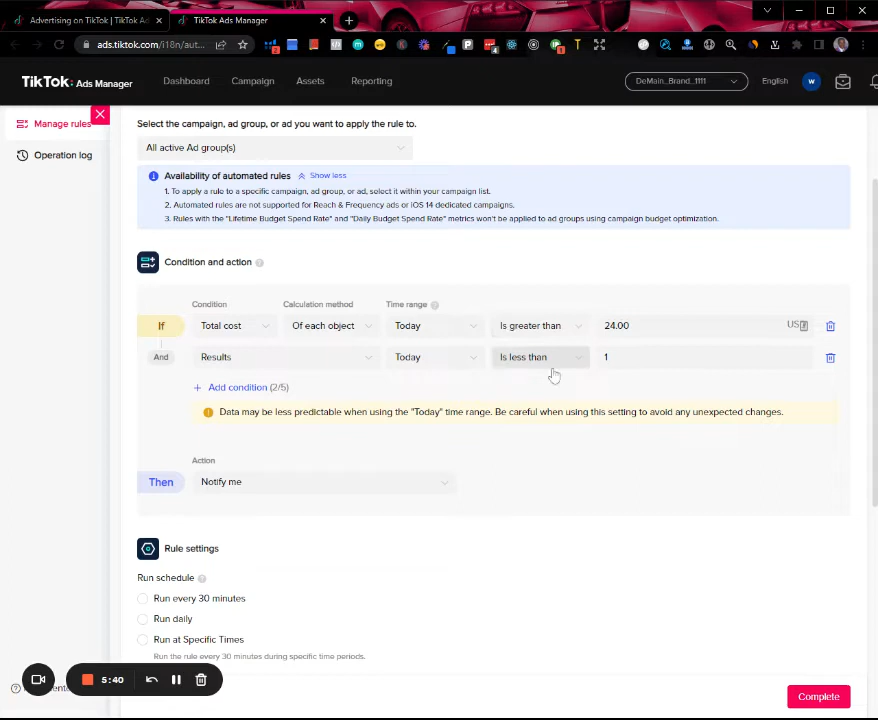 Advertising on TikTok | TikTok Ad
TikTok Ads Manager
ads.tiktok.com/i18n/aut...
TikTok: Ads Manager
Dashboard
Campaign
Assets
Reporting
DeMain_Brand_1111
English
W
Manage rules
Operation log
Select the campaign, ad group, or ad you want to apply the rule to.
All active Ad group(s)
Availability of automated rules
Show less
1. To apply a rule to a specific campaign, ad group, or ad, select it within your campaign list.
2. Automated rules are not supported for Reach & Frequency ads or iOS 14 dedicated campaigns.
3. Rules with the "Lifetime Budget Spend Rate" and "Daily Budget Spend Rate" metrics won't be applied to ad groups using campaign budget optimization.
Condition and action
Condition
Calculation method
Time range
If
Total cost
Of each object
Today
Is greater than
24.00
And
Results
Today
Is less than
1
+ Add condition (2/5)
Data may be less predictable when using the "Today" time range. Be careful when using this setting to avoid any unexpected changes.
Action
Then
Notify me
Rule settings
Run schedule
Run every 30 minutes
Run daily
Run at Specific Times
Run the rule every 30 minutes during specific time periods.
5:40
Complete